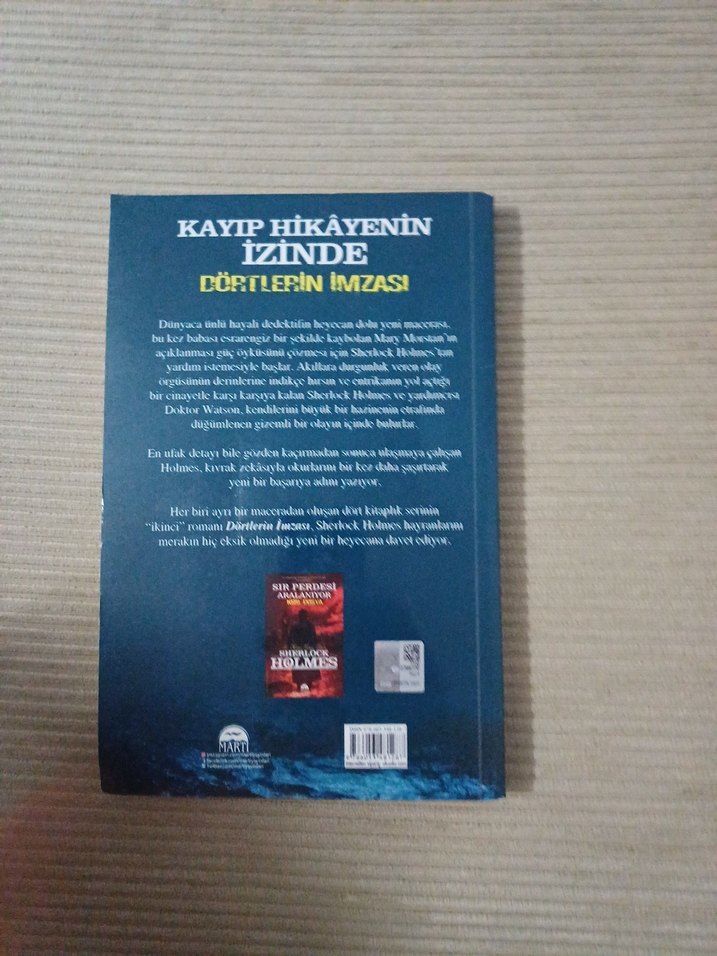 KAYIP HİKÂYENİN
İZİNDE
DÖRTLERİN İMZASI
Dünyaca ünlü hayali dedektifin heyecan dolu yeni macerası,
bu kez babası esrarengiz bir şekilde kaybolan Mary Morstan'ın
açıklanması güç öyküsünü çözmesi için Sherlock Holmes'tan
yardım istemesiyle başlar. Akıllara durgunluk veren olay
örgüsünün derinlerine indikçe hırsın ve entrikanın yol açtığı
bir cinayetle karşı karşıya kalan Sherlock Holmes ve yardımcısı
Doktor Watson, kendilerini büyük bir hazinenin etrafında
düğümlenen gizemli bir olayın içinde bulurlar.
En ufak detayı bile gözden kaçırmadan sonuca ulaşmaya çalışan
Holmes, kıvrak zekâsıyla okurlarını bir kez daha şaşırtarak
yeni bir başarıya adını yazıyor.
Her biri ayrı bir maceradan oluşan dört kitaplık serinin
“ikinci” romanı Dörtlerin İmzası, Sherlock Holmes hayranlarını
merakın hiç eksik olmadığı yeni bir heyecana davet ediyor.
SIR PERDESİ
ARALANIYOR
SHERLOCK
HOLMES
MARTI